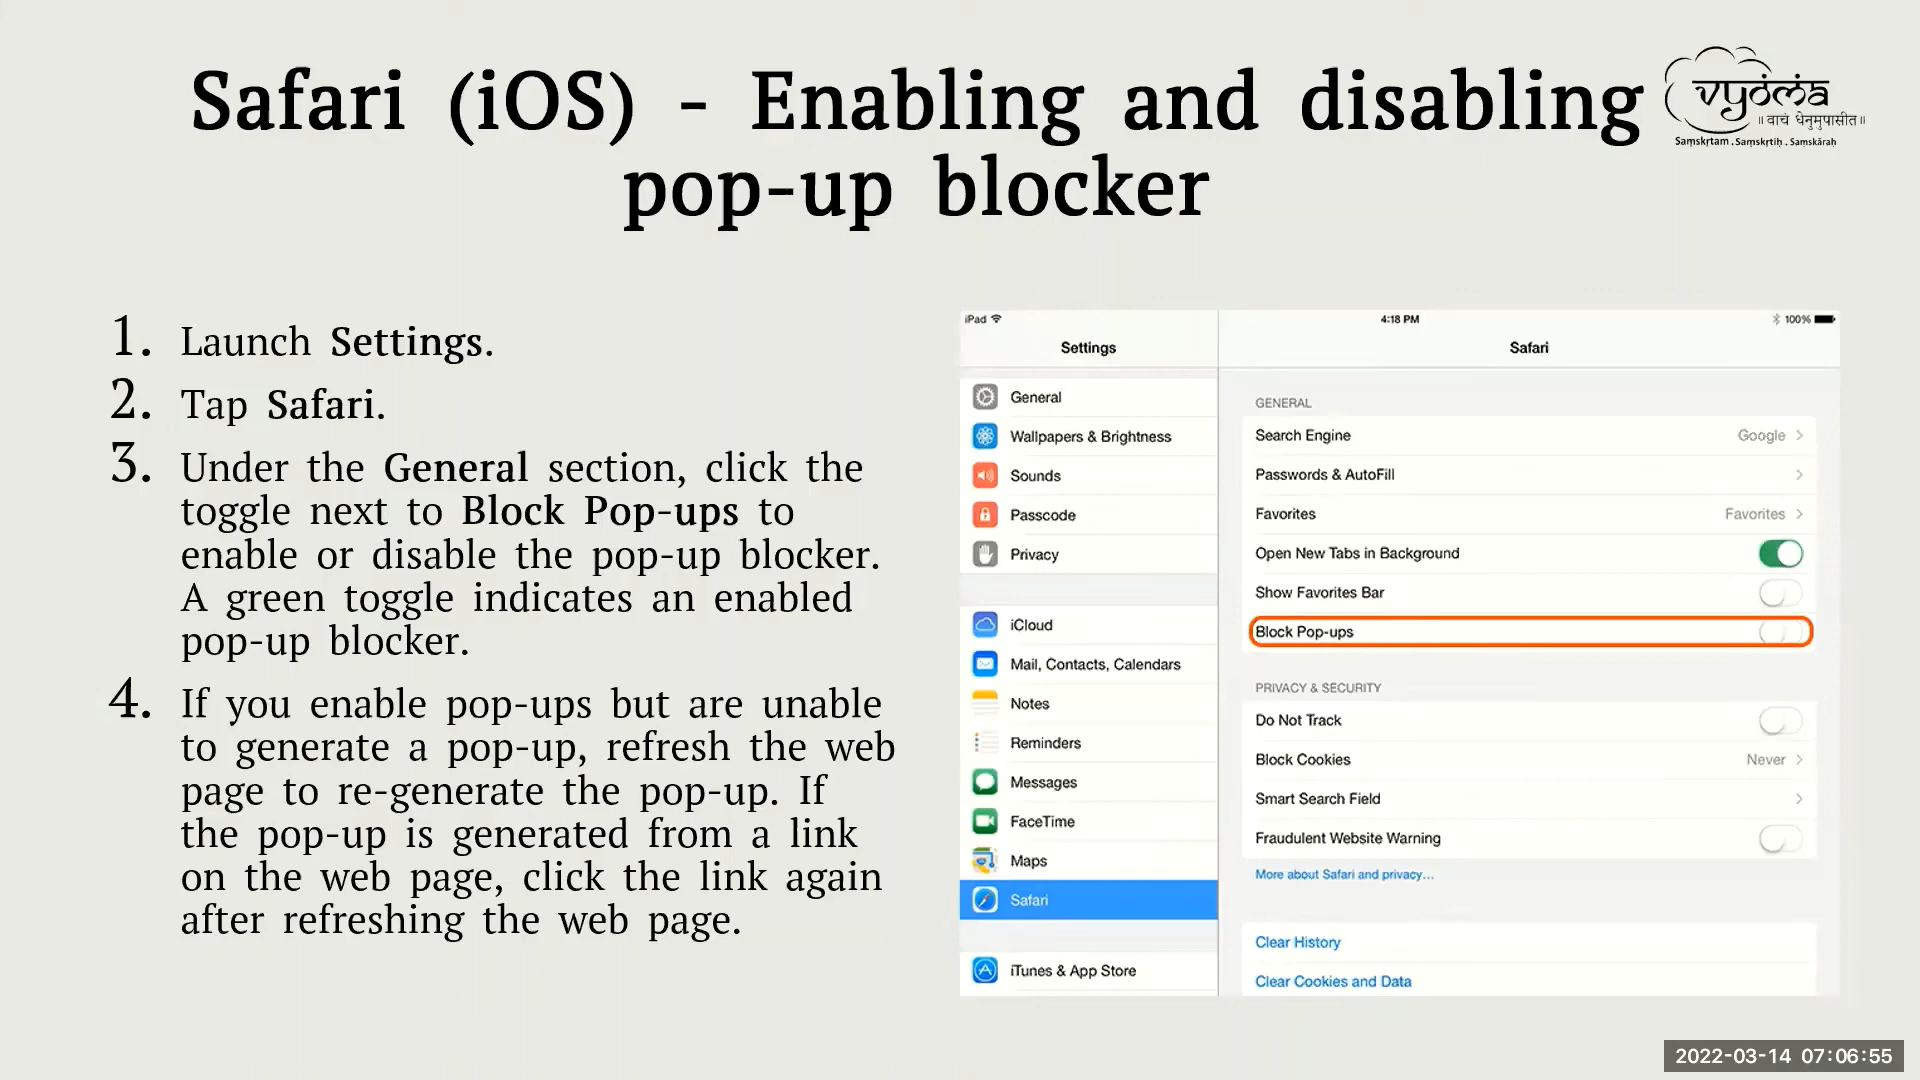 Safari (iOS) - Enabling and disabling
pop-up blocker
vyōma
॥ वाचं धेनुमुपासीत ॥
Saṃskṛtam . Saṃskṛtiḥ . Saṃskāraḥ
1. Launch Settings.
2. Tap Safari.
3. Under the General section, click the
toggle next to Block Pop-ups to
enable or disable the pop-up blocker.
A green toggle indicates an enabled
pop-up blocker.
4. If you enable pop-ups but are unable
to generate a pop-up, refresh the web
page to re-generate the pop-up. If
the pop-up is generated from a link
on the web page, click the link again
after refreshing the web page.
iPad
4:18 PM
100%
Settings
General
Wallpapers & Brightness
Sounds
Passcode
Privacy
iCloud
Mail, Contacts, Calendars
Notes
Reminders
Messages
FaceTime
Maps
Safari
iTunes & App Store
Safari
GENERAL
Search Engine Google
Passwords & AutoFill
Favorites Favorites
Open New Tabs in Background
Show Favorites Bar
Block Pop-ups
PRIVACY & SECURITY
Do Not Track
Block Cookies Never
Smart Search Field
Fraudulent Website Warning
More about Safari and privacy...
Clear History
Clear Cookies and Data
2022-03-14 07:06:55